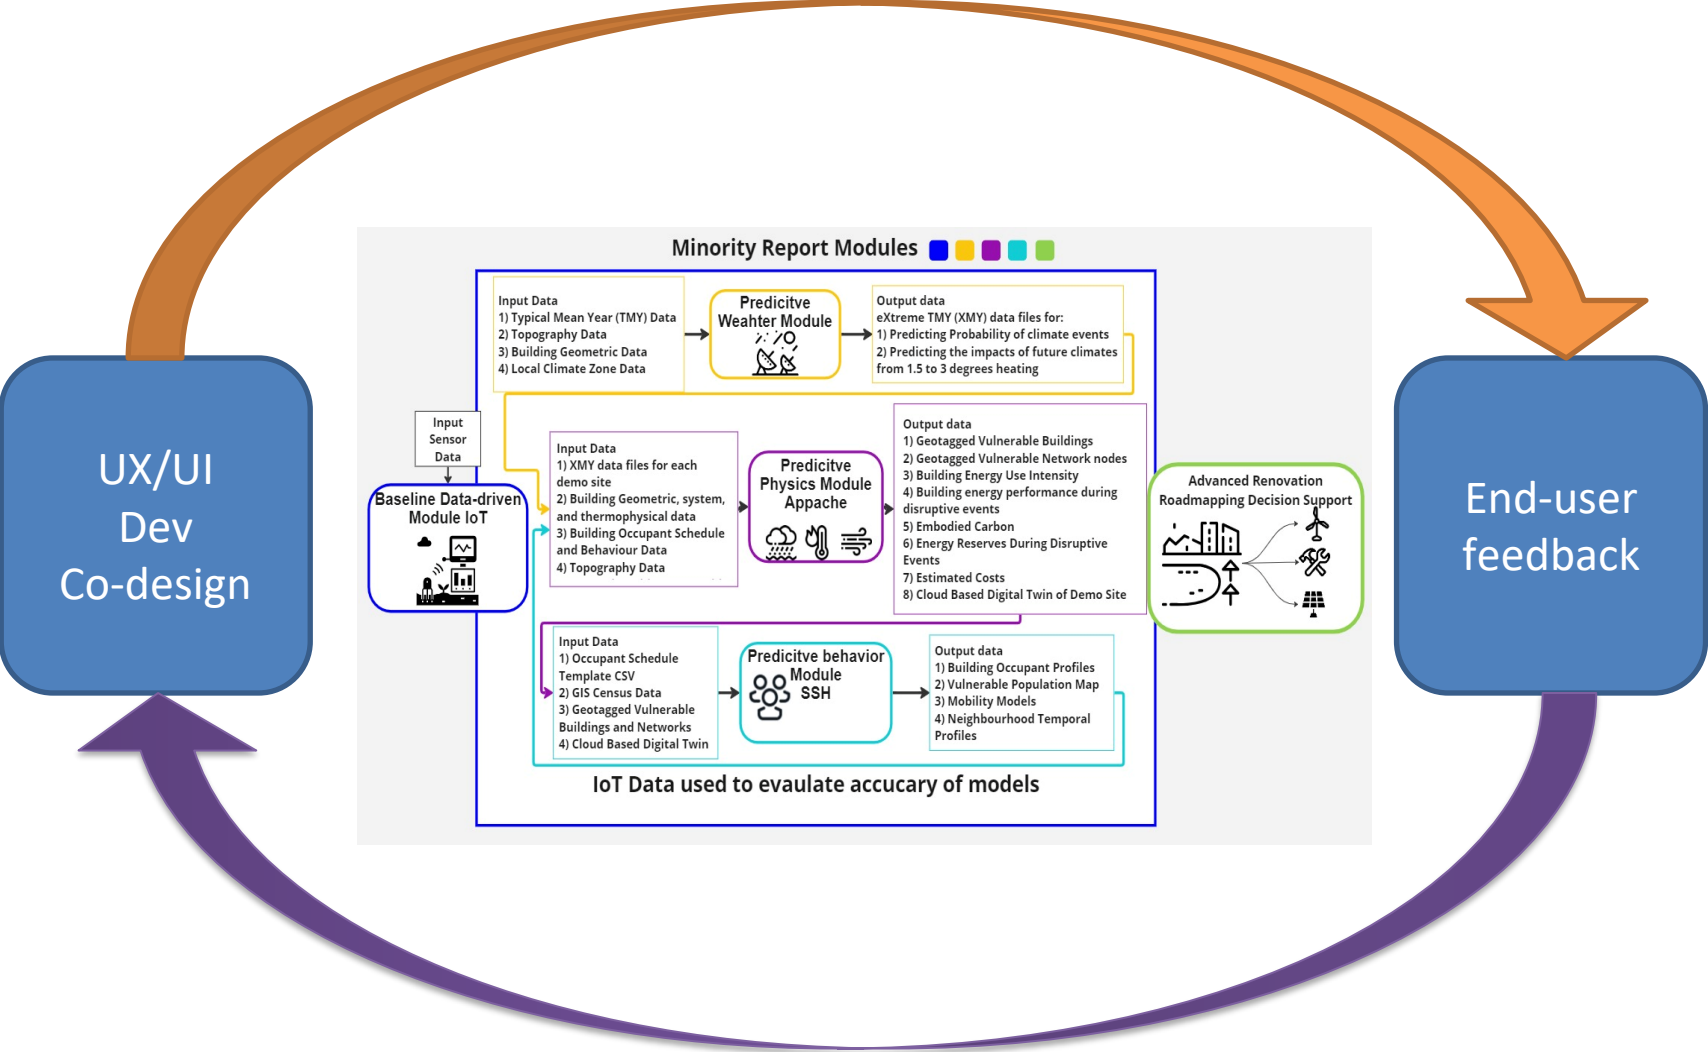 Minority Report Modules
Input Data
1) Typical Mean Year (TMY) Data
2) Topography Data
3) Building Geometric Data
4) Local Climate Zone Data
Predicitve
Weahter Module
Output data
eXtreme TMY (XMY) data files for:
1) Predicting Probability of climate events
2) Predicting the impacts of future climates
from 1.5 to 3 degrees heating
UX/UI
Dev
Co-design
Input
Sensor
Data
Baseline Data-driven
Module IoT
Input Data
1) XMY data files for each
demo site
2) Building Geometric, system,
and thermophysical data
3) Building Occupant Schedule
and Behaviour Data
4) Topography Data
Predicitve
Physics Module
Appache
Output data
1) Geotagged Vulnerable Buildings
2) Geotagged Vulnerable Network nodes
3) Building Energy Use Intensity
4) Building energy performance during
disruptive events
5) Embodied Carbon
6) Energy Reserves During Disruptive
Events
7) Estimated Costs
8) Cloud Based Digital Twin of Demo Site
Advanced Renovation
Roadmapping Decision Support
End-user
feedback
Input Data
1) Occupant Schedule
Template CSV
2) GIS Census Data
3) Geotagged Vulnerable
Buildings and Networks
4) Cloud Based Digital Twin
Predicitve behavior
Module
SSH
Output data
1) Building Occupant Profiles
2) Vulnerable Population Map
3) Mobility Models
4) Neighbourhood Temporal
Profiles
IoT Data used to evaulate accucary of models